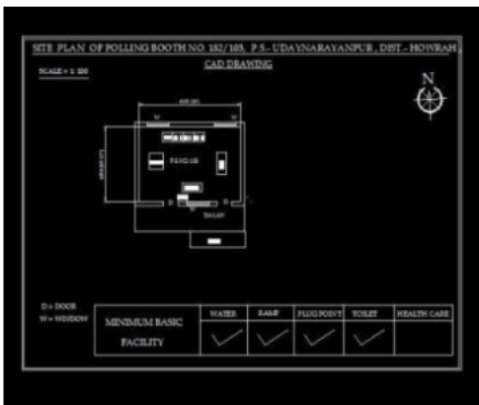 SITE PLAN OF POLLING BOOTH NO. 182/103, P.S.- UDAYNARAYANPUR, DIST.- HOWRAH
CAD DRAWING
SCALE = 1: 100
N
W W
D D
W
D = DOOR
W = WINDOW
MINIMUM BASIC FACILITY
WATER RAMP PLUG POINT TOILET HEALTH CARE